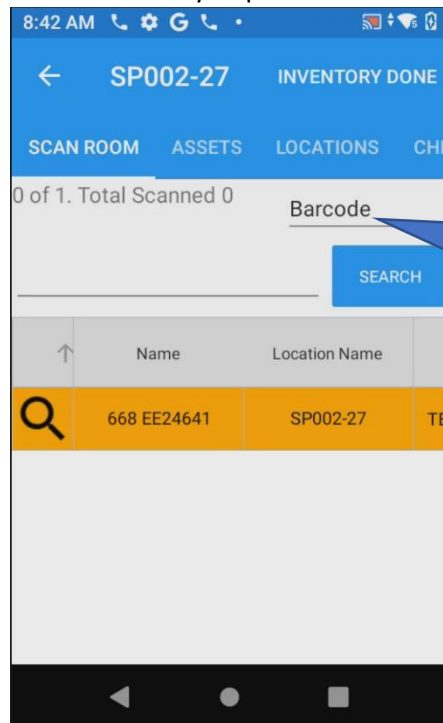 8:42 AM G
SP002-27 INVENTORY DONE
SCAN ROOM ASSETS LOCATIONS
0 of 1. Total Scanned 0
Barcode
SEARCH
Name Location Name
668 EE24641 SP002-27